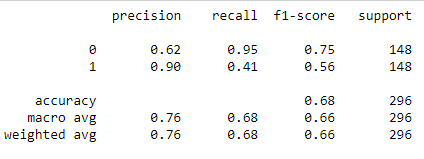 precision recall f1-score support
0 0.62 0.95 0.75 148
1 0.90 0.41 0.56 148
accuracy 0.68 296
macro avg 0.76 0.68 0.66 296
weighted avg 0.76 0.68 0.66 296